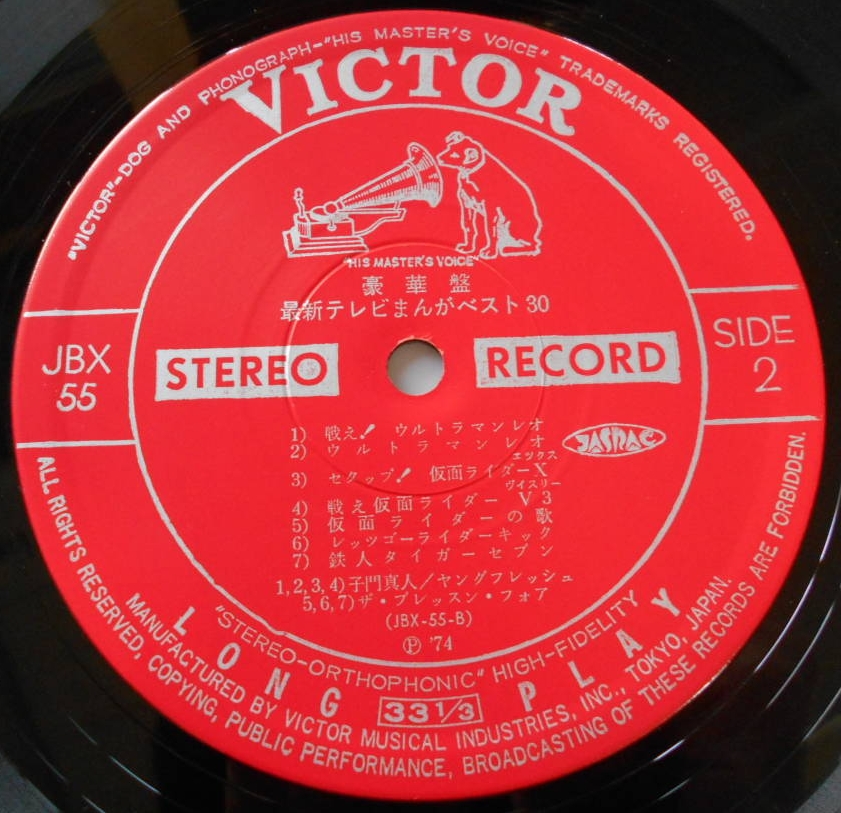 "VICTOR"–DOG AND PHONOGRAPH–"HIS MASTER'S VOICE" TRADEMARKS REGISTERED.
VICTOR
"HIS MASTER'S VOICE"
豪華盤
最新テレビまんがベスト30
JBX
55
STEREO RECORD
SIDE
2
1) 戦え! ウルトラマンレオ
2) ウルトラマンレオ
JASRAC
エックス
3) セタップ! 仮面ライダーX
ヴイスリー
4) 戦え仮面ライダー V3
5) 仮面ライダーの歌
6) レッツゴーライダーキック
7) 鉄人タイガーセブン
1,2,3,4)子門真人/ヤングフレッシュ
5,6,7)ザ・ブレッスン・フォア
(JBX-55-B)
Ⓟ '74
"STEREO-ORTHOPHONIC" HIGH-FIDELITY
LONG 33 1/3 PLAY
MANUFACTURED BY VICTOR MUSICAL INDUSTRIES, INC., TOKYO, JAPAN.
ALL RIGHTS RESERVED, COPYING, PUBLIC PERFORMANCE, BROADCASTING OF THESE RECORDS ARE FORBIDDEN.